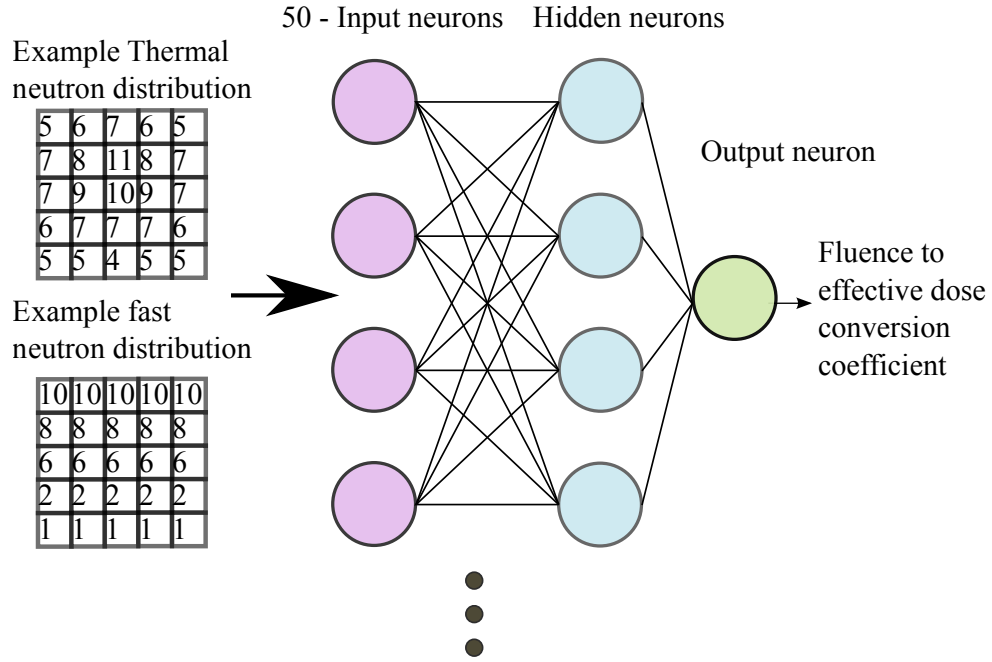 50 - Input neurons
Hidden neurons
Example Thermal
neutron distribution
5 6 7 6 5
7 8 11 8 7
7 9 10 9 7
6 7 7 7 6
5 5 4 5 5
Output neuron
Fluence to
effective dose
conversion
coefficient
Example fast
neutron distribution
10 10 10 10 10
8 8 8 8 8
6 6 6 6 6
2 2 2 2 2
1 1 1 1 1